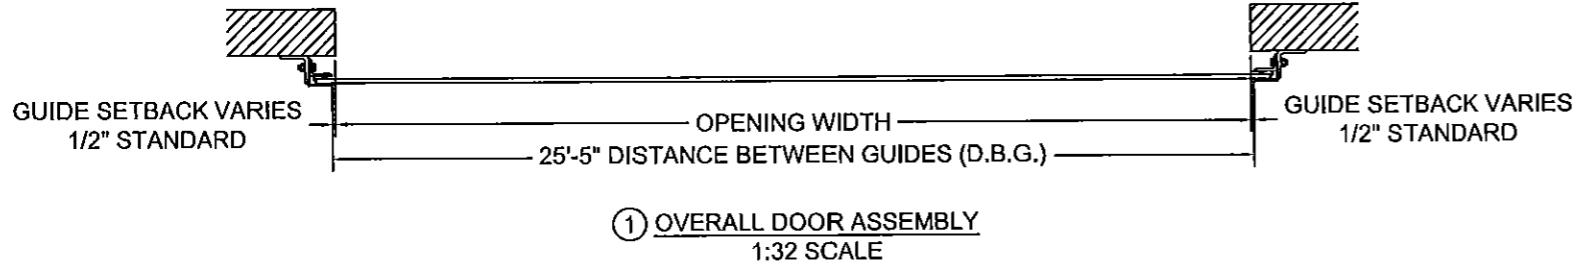 GUIDE SETBACK VARIES
1/2" STANDARD
OPENING WIDTH
25'-5" DISTANCE BETWEEN GUIDES (D.B.G.)
GUIDE SETBACK VARIES
1/2" STANDARD
1 OVERALL DOOR ASSEMBLY
1:32 SCALE